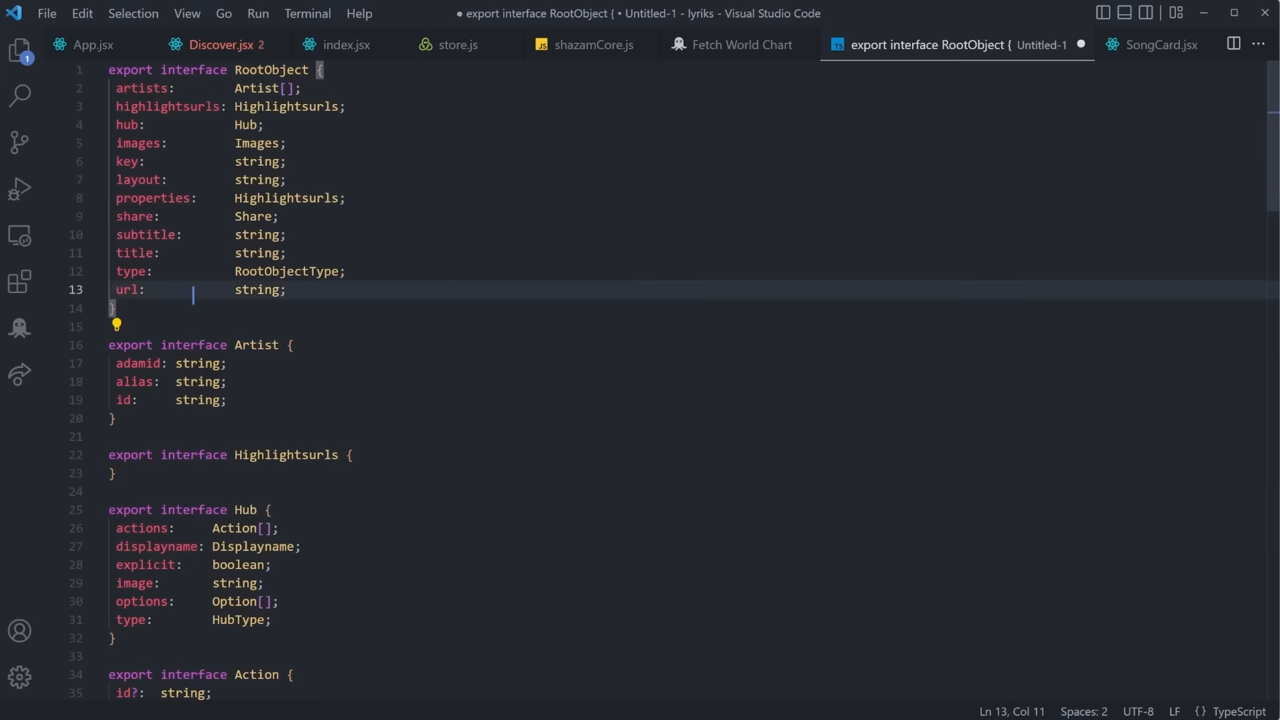 File Edit Selection View Go Run Terminal Help ● export interface RootObject { • Untitled-1 - lyriks - Visual Studio Code
App.jsx Discover.jsx 2 index.jsx store.js JS shazamCore.js Fetch World Chart TS export interface RootObject { Untitled-1 ● SongCard.jsx
1
1 export interface RootObject {
2 artists: Artist[];
3 highlightsurls: Highlightsurls;
4 hub: Hub;
5 images: Images;
6 key: string;
7 layout: string;
8 properties: Highlightsurls;
9 share: Share;
10 subtitle: string;
11 title: string;
12 type: RootObjectType;
13 url: string;
14 }
15
16 export interface Artist {
17 adamid: string;
18 alias: string;
19 id: string;
20 }
21
22 export interface Highlightsurls {
23 }
24
25 export interface Hub {
26 actions: Action[];
27 displayname: Displayname;
28 explicit: boolean;
29 image: string;
30 options: Option[];
31 type: HubType;
32 }
33
34 export interface Action {
35 id?: string;
Ln 13, Col 11 Spaces: 2 UTF-8 LF {} TypeScript